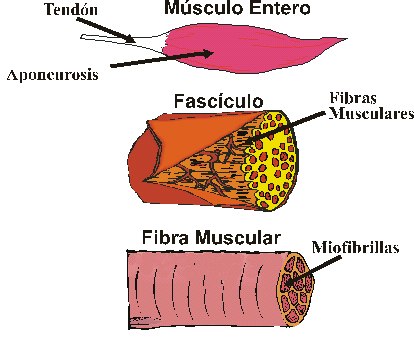 Tendón
Músculo Entero
Aponeurosis
Fascículo
Fibras
Musculares
Fibra Muscular
Miofibrillas